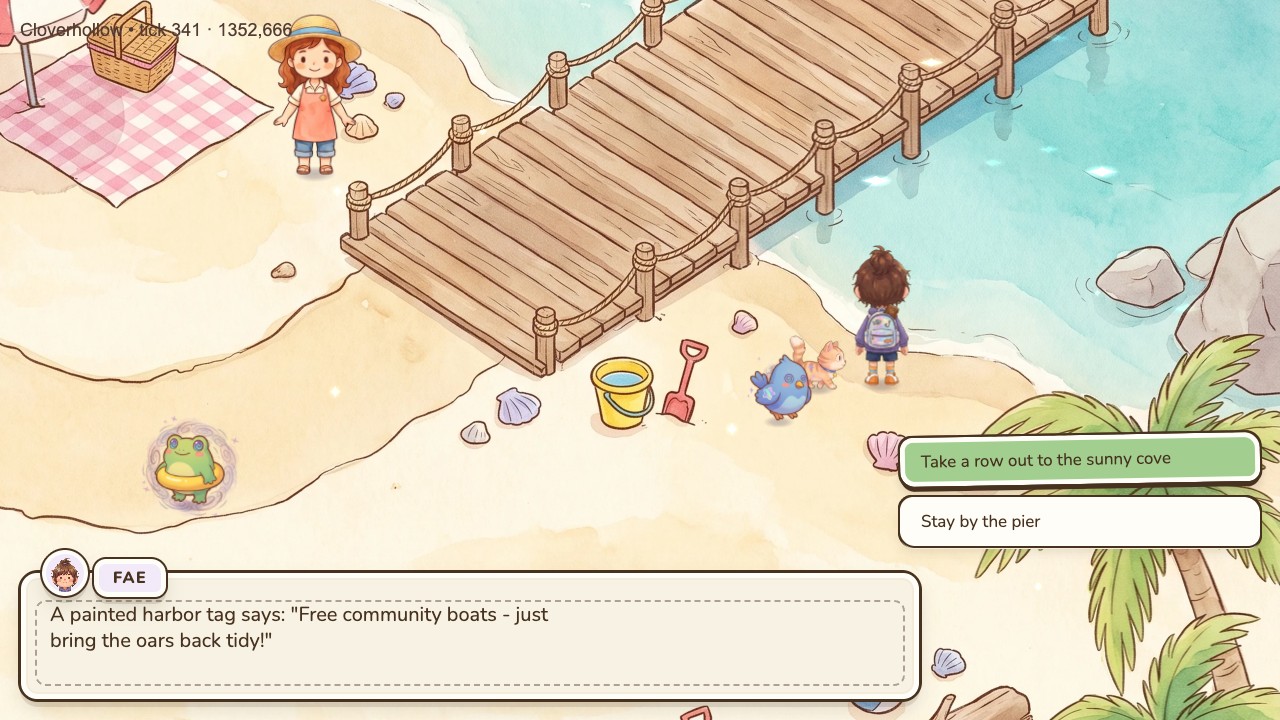 Cloverhollow • tick 341 · 1352,666
Take a row out to the sunny cove
Stay by the pier
FAE
A painted harbor tag says: "Free community boats - just
bring the oars back tidy!"